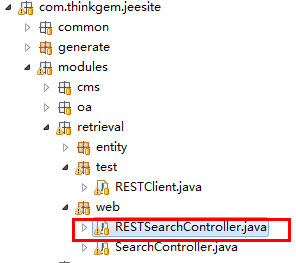 com.thinkgem.jeesite
common
generate
modules
cms
oa
retrieval
entity
test
RESTClient.java
web
RESTSearchController.java
SearchController.java